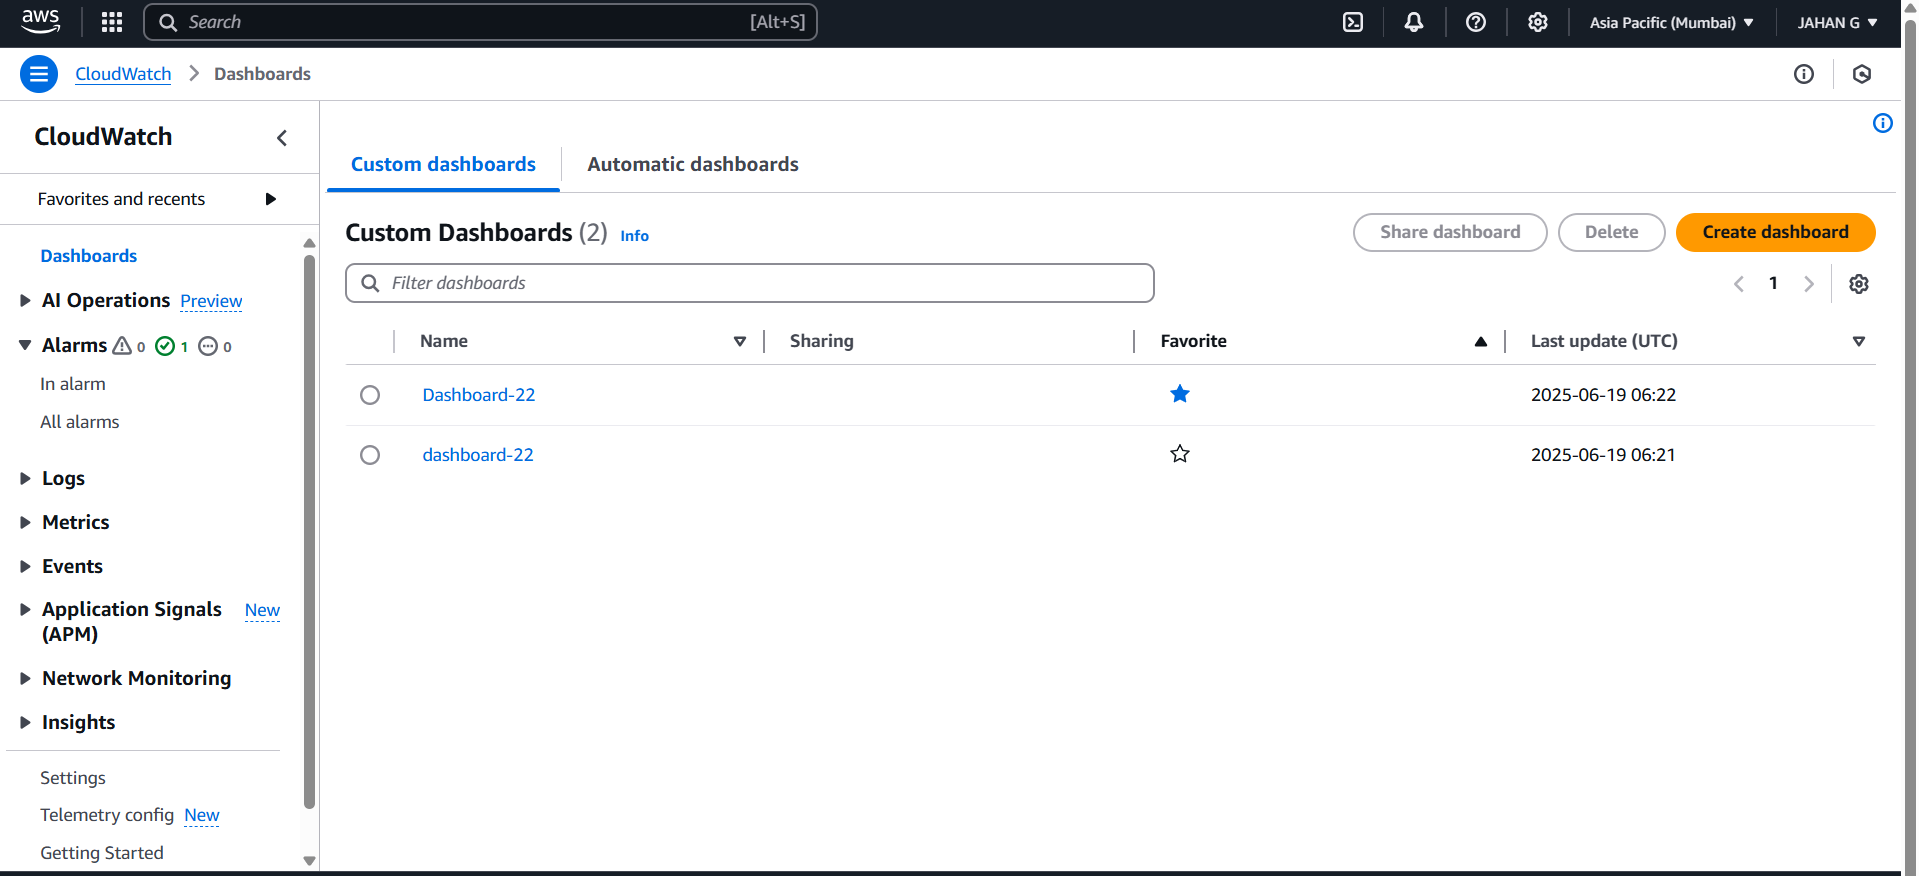 aws Search [Alt+S] Asia Pacific (Mumbai) JAHAN G
CloudWatch Dashboards
CloudWatch
Favorites and recents
Dashboards
AI Operations Preview
Alarms 0 1 0
In alarm
All alarms
Logs
Metrics
Events
Application Signals New
(APM)
Network Monitoring
Insights
Settings
Telemetry config New
Getting Started
Custom dashboards Automatic dashboards
Custom Dashboards (2) Info Share dashboard Delete Create dashboard
Filter dashboards 1
Name Sharing Favorite Last update (UTC)
Dashboard-22 2025-06-19 06:22
dashboard-22 2025-06-19 06:21